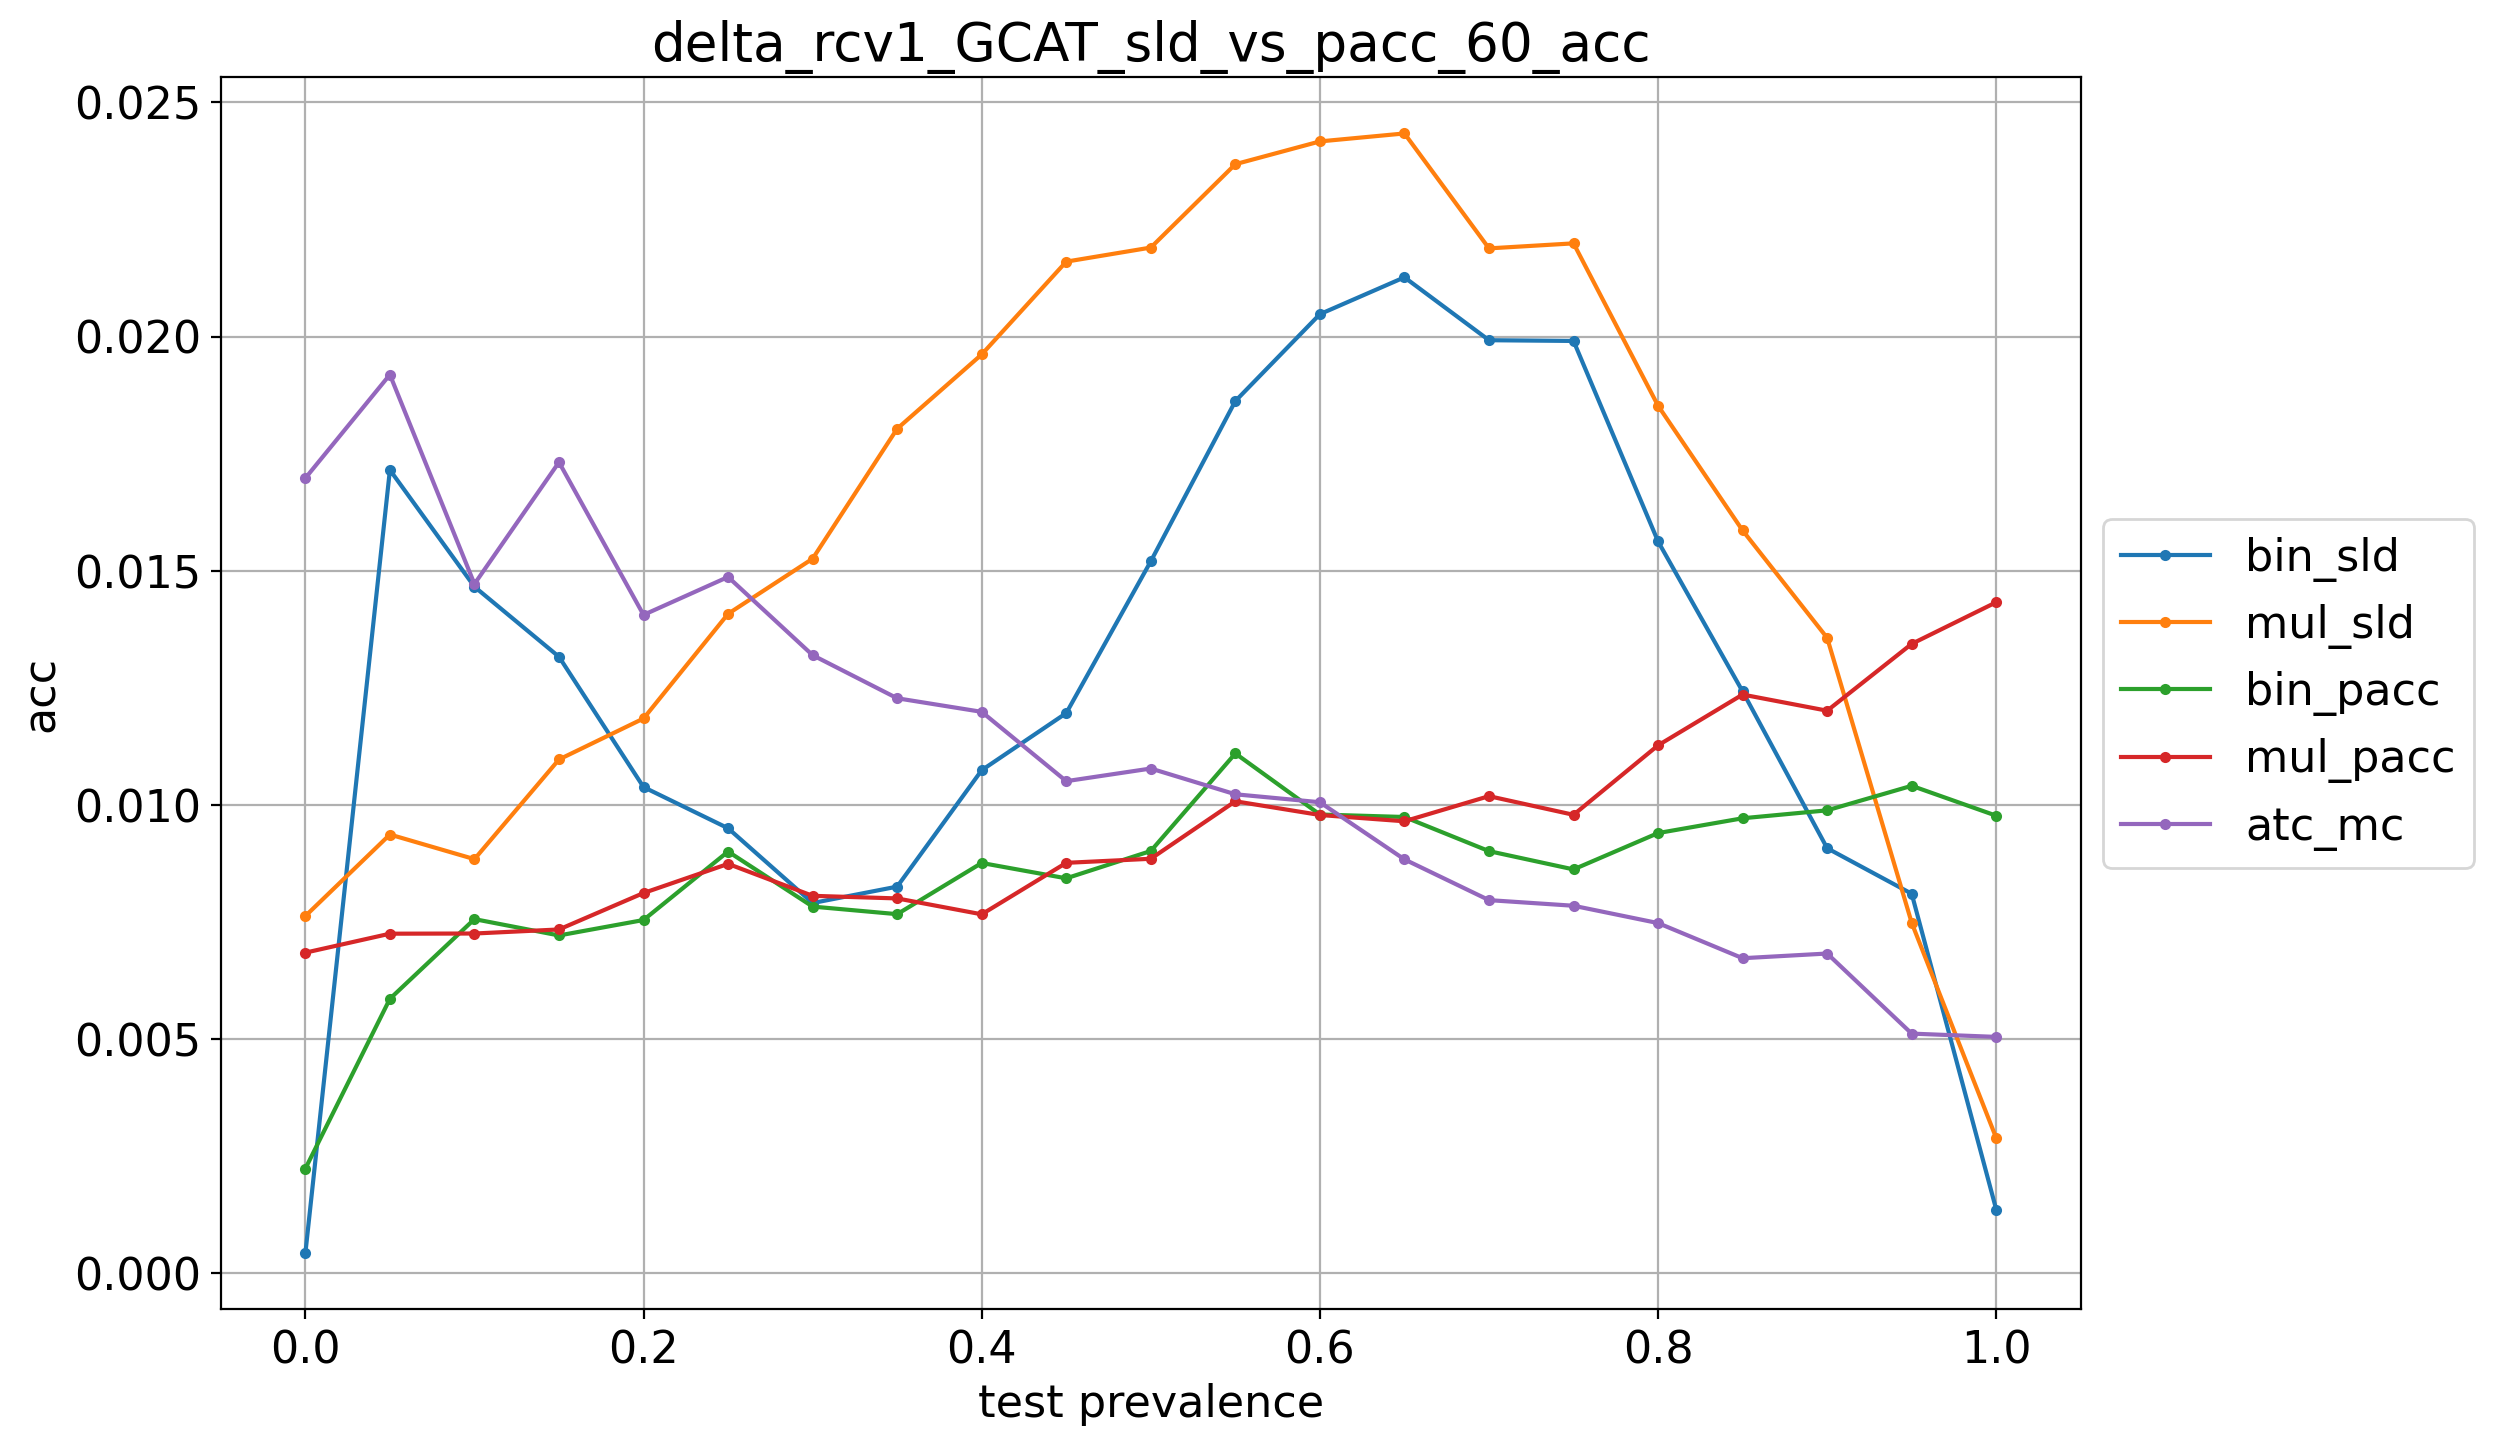 delta_rcv1_GCAT_sld_vs_pacc_60_acc
0.025
0.020
0.015
0.010
0.005
0.000
acc
0.0 0.2 0.4 0.6 0.8 1.0
test prevalence
bin_sld
mul_sld
bin_pacc
mul_pacc
atc_mc